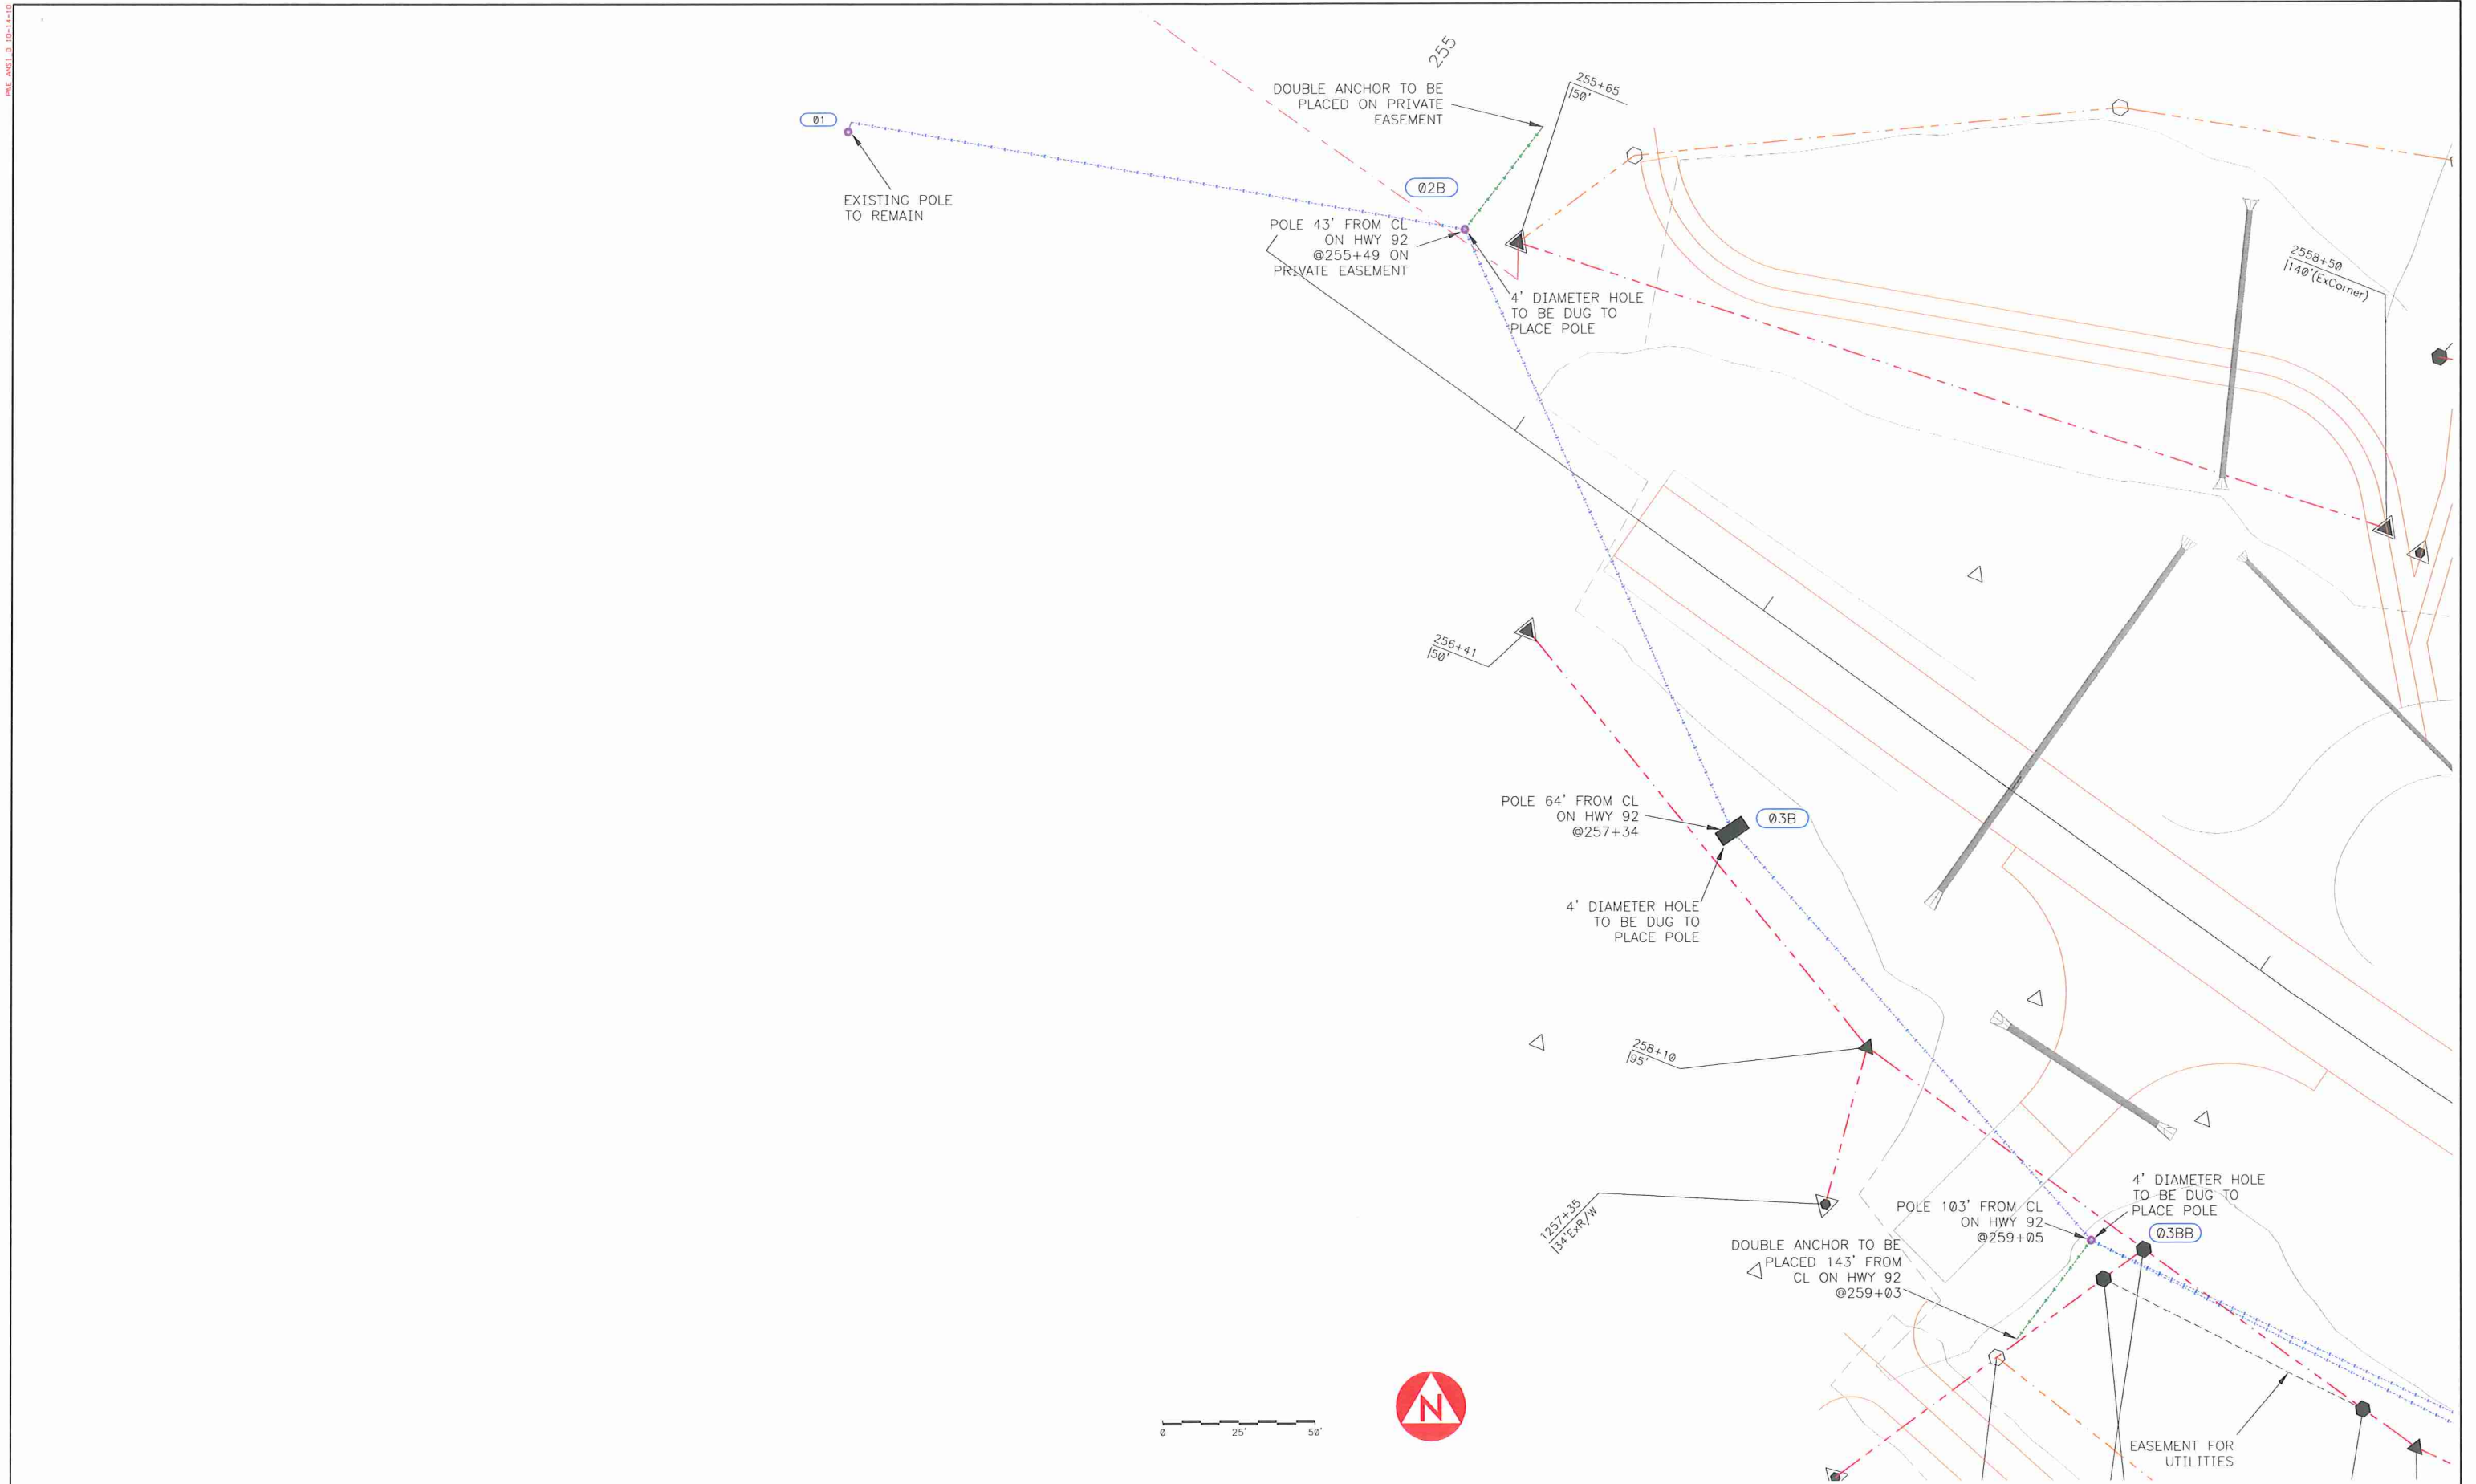 P&E ANSI_D 10-14-10
255
DOUBLE ANCHOR TO BE
PLACED ON PRIVATE
EASEMENT
255+65
150'
01
EXISTING POLE
TO REMAIN
02B
POLE 43' FROM CL
ON HWY 92
@255+49 ON
PRIVATE EASEMENT
4' DIAMETER HOLE
TO BE DUG TO
PLACE POLE
2558+50
140'(ExCorner)
256+41
50'
POLE 64' FROM CL
ON HWY 92
@257+34
03B
4' DIAMETER HOLE
TO BE DUG TO
PLACE POLE
258+10
95'
1257+35
34'ExR/W
POLE 103' FROM CL
ON HWY 92
@259+05
4' DIAMETER HOLE
TO BE DUG TO
PLACE POLE
03BB
DOUBLE ANCHOR TO BE
PLACED 143' FROM
CL ON HWY 92
@259+03
EASEMENT FOR
UTILITIES
N
0 25' 50'